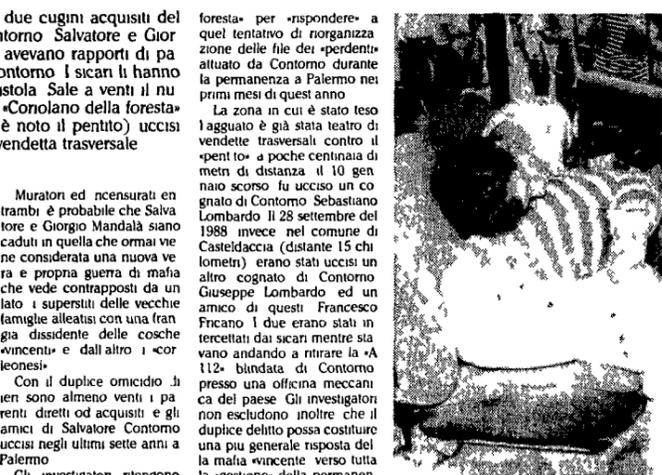 due cugini acquisiti del
ntorno Salvatore e Gior
avevano rapporti di pa
ontorno I sicari li hanno
istola Sale a venti il nu
«Coriolano della foresta»
è noto il pentito) uccisi
vendetta trasversale
Muratori ed incensurati en
trambi è probabile che Salva
tore e Giorgio Mandalà siano
caduti in quella che ormai vie
ne considerata una nuova ve
ra e propria guerra di mafia
che vede contrapposti da un
lato i superstiti delle vecchie
famiglie alleatisi con una fran
gia dissidente delle cosche
«vincenti» e dall altro i «cor
leonesi»
Con il duplice omicidio di
ieri sono almeno venti i pa
renti diretti od acquisiti e gli
amici di Salvatore Contorno
uccisi negli ultimi sette anni a
Palermo
Gli investigatori ritengono
foresta» per «rispondere» a
quel tentativo di riorganizza
zione delle file dei «perdenti»
attuato da Contorno durante
la permanenza a Palermo nei
primi mesi di quest anno
La zona in cui è stato teso
l agguato è già stata teatro di
vendette trasversali contro il
«pent to» a poche centinaia di
metri di distanza il 10 gen
naio scorso fu ucciso un co
gnato di Contorno Sebastiano
Lombardo Il 28 settembre del
1988 invece nel comune di
Casteldaccia (distante 15 chi
lometri) erano stati uccisi un
altro cognato di Contorno
Giuseppe Lombardo ed un
amico di questi Francesco
Fricano I due erano stati in
tercettati dai sicari mentre sta
vano andando a ritirare la «A
112» blindata di Contorno
presso una officina meccani
ca del paese Gli investigatori
non escludono inoltre che il
duplice delitto possa costituire
una piu generale risposta del
la mafia «vincente verso tutta
la «gestione» della permanen